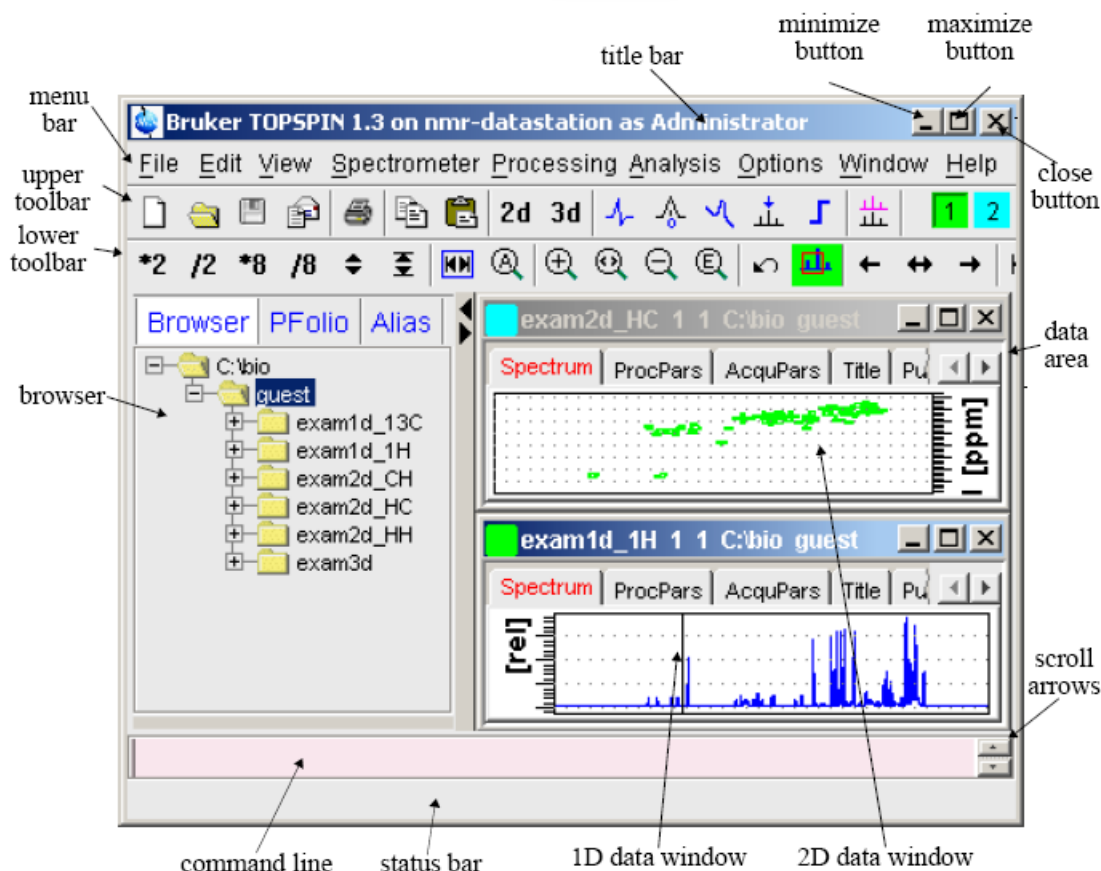 minimize
button
maximize
button
title bar
menu
bar
Bruker TOPSPIN 1.3 on nmr-datastation as Administrator
File Edit View Spectrometer Processing Analysis Options Window Help
close
button
upper
toolbar
2d 3d 1 2
lower
toolbar
*2 /2 *8 /8 A E
Browser PFolio Alias
exam2d_HC 1 1 C:\bio guest
data
area
Spectrum ProcPars AcquPars Title Pu
browser
C:\bio
guest
exam1d_13C
exam1d_1H
exam2d_CH
exam2d_HC
exam2d_HH
exam3d
[ppm]
exam1d_1H 1 1 C:\bio guest
Spectrum ProcPars AcquPars Title Pu
[rel]
scroll
arrows
command line
status bar
1D data window
2D data window